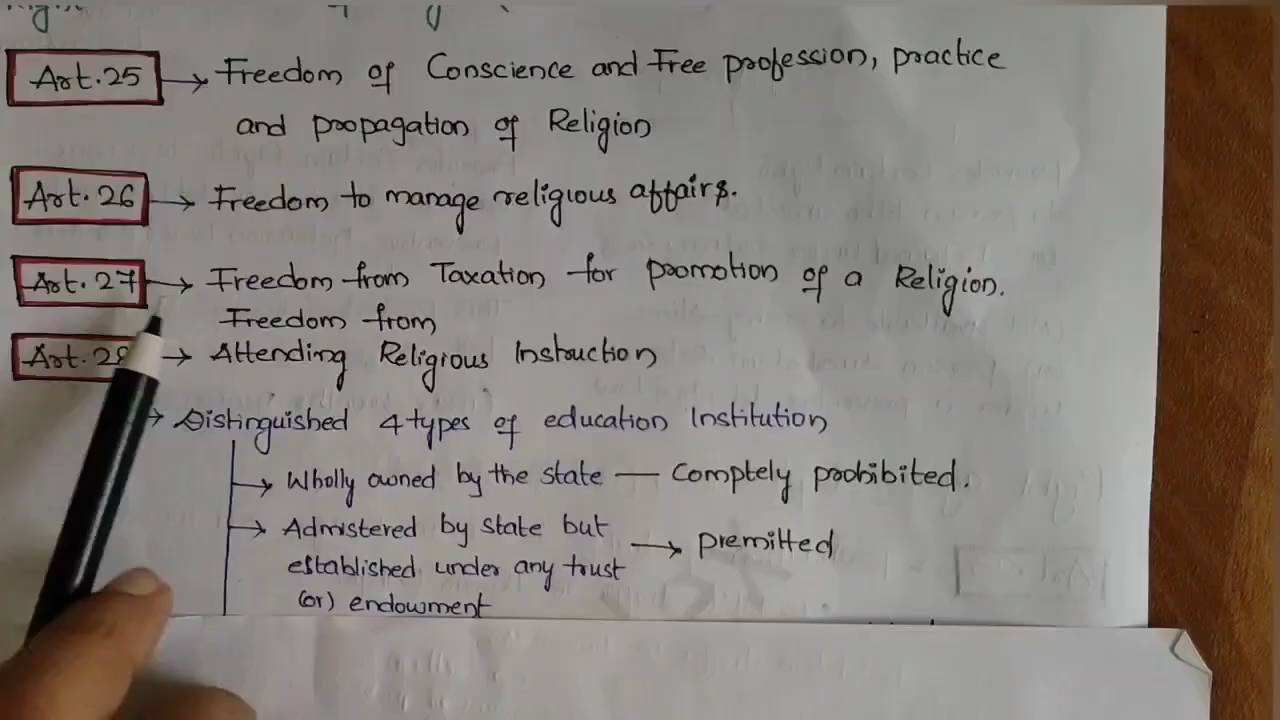 Art.25 → Freedom of Conscience and Free profession, practice
and propagation of Religion
Art.26 → Freedom to manage religious affairs.
Art.27 → Freedom from Taxation for promotion of a Religion.
Freedom from
Art.28 → Attending Religious Instruction
→ Distinguished 4 types of education Institution
→ Wholly owned by the state — Comptely prohibited.
→ Admistered by state but
→ premitted
established under any trust
(or) endowment